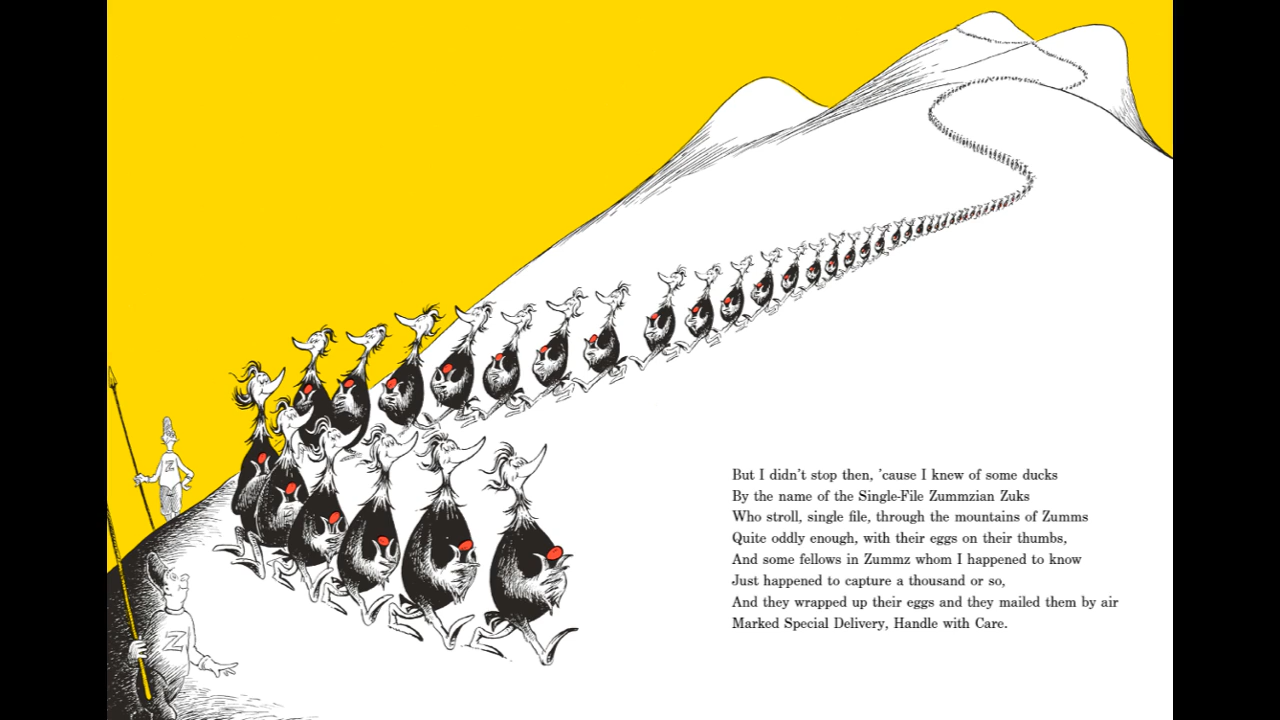 Z
Z
But I didn't stop then, 'cause I knew of some ducks
By the name of the Single-File Zummzian Zuks
Who stroll, single file, through the mountains of Zumms
Quite oddly enough, with their eggs on their thumbs,
And some fellows in Zummz whom I happened to know
Just happened to capture a thousand or so,
And they wrapped up their eggs and they mailed them by air
Marked Special Delivery, Handle with Care.